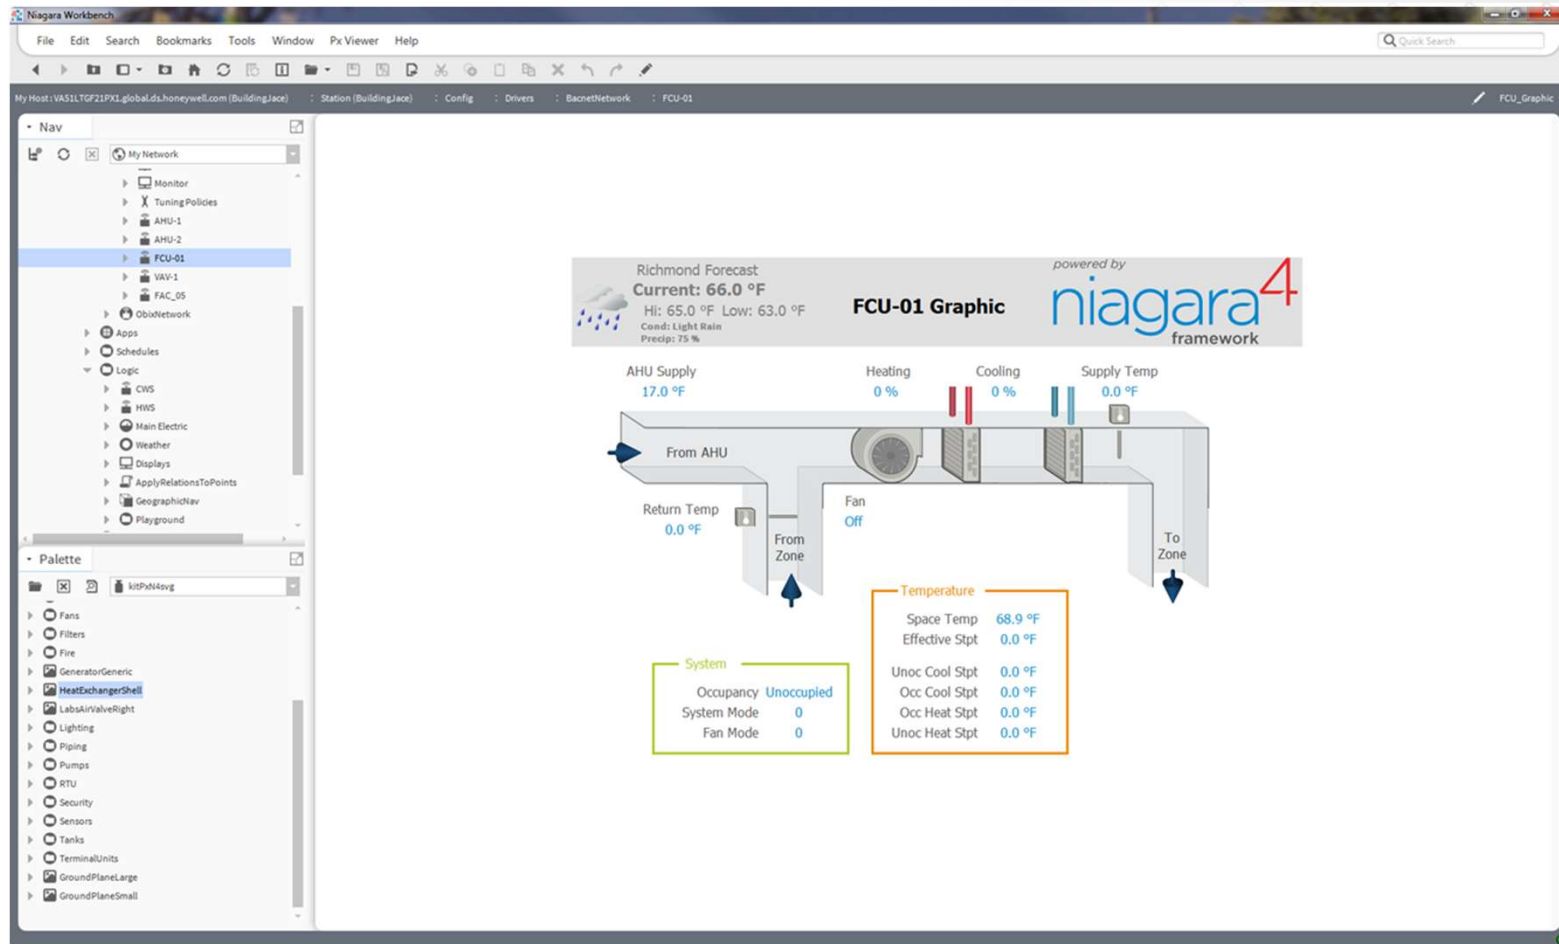 Niagara Workbench
File Edit Search Bookmarks Tools Window Px Viewer Help
Quick Search
My Host : VAS1LTGF21PX1.global.ds.honeywell.com (BuildingJace) : Station (BuildingJace) : Config : Drivers : BacnetNetwork : FCU-01
FCU_Graphic
Nav
My Network
Monitor
Tuning Policies
AHU-1
AHU-2
FCU-01
VAV-1
FAC_05
ObixNetwork
Apps
Schedules
Logic
CWS
HWS
Main Electric
Weather
Displays
ApplyRelationsToPoints
GeographicNav
Playground
Palette
kitPxN4svg
Fans
Filters
Fire
GeneratorGeneric
HeatExchangerShell
LabsAirValveRight
Lighting
Piping
Pumps
RTU
Security
Sensors
Tanks
TerminalUnits
GroundPlaneLarge
GroundPlaneSmall
Richmond Forecast
Current: 66.0 °F
Hi: 65.0 °F Low: 63.0 °F
Cond: Light Rain
Precip: 75 %
FCU-01 Graphic
powered by
niagara 4
framework
AHU Supply
17.0 °F
Heating
0 %
Cooling
0 %
Supply Temp
0.0 °F
From AHU
Return Temp
0.0 °F
From
Zone
Fan
Off
To
Zone
System
Occupancy Unoccupied
System Mode 0
Fan Mode 0
Temperature
Space Temp 68.9 °F
Effective Stpt 0.0 °F
Unoc Cool Stpt 0.0 °F
Occ Cool Stpt 0.0 °F
Occ Heat Stpt 0.0 °F
Unoc Heat Stpt 0.0 °F